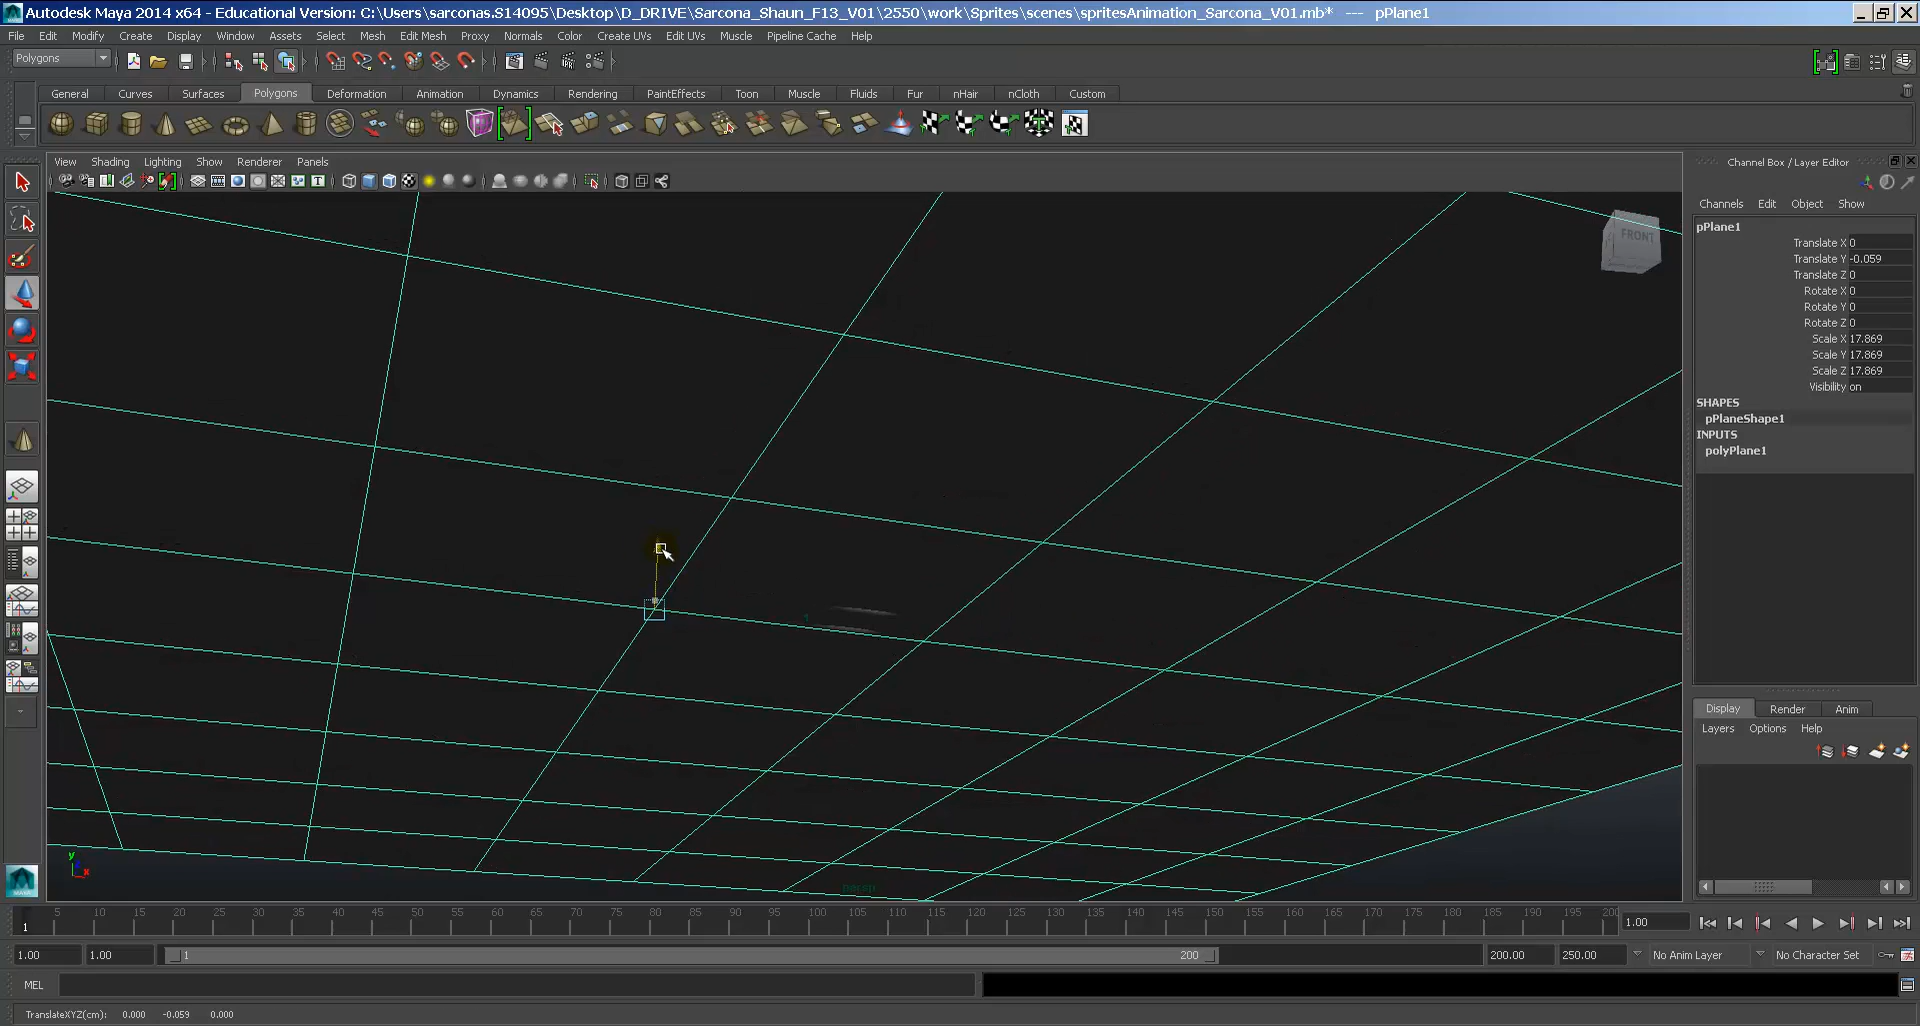 Autodesk Maya 2014 x64 - Educational Version: C:\Users\sarconas.S14095\Desktop\D_DRIVE\Sarcona_Shaun_F13_V01\2550\work\Sprites\scenes\spritesAnimation_Sarcona_V01.mb* --- pPlane1
File Edit Modify Create Display Window Assets Select Mesh Edit Mesh Proxy Normals Color Create UVs Edit UVs Muscle Pipeline Cache Help
Polygons
General Curves Surfaces Polygons Deformation Animation Dynamics Rendering PaintEffects Toon Muscle Fluids Fur nHair nCloth Custom
View Shading Lighting Show Renderer Panels
Channel Box / Layer Editor
Channels Edit Object Show
pPlane1
Translate X 0
Translate Y -0.059
Translate Z 0
Rotate X 0
Rotate Y 0
Rotate Z 0
Scale X 17.869
Scale Y 17.869
Scale Z 17.869
Visibility on
SHAPES
pPlaneShape1
INPUTS
polyPlane1
FRONT
Display Render Anim
Layers Options Help
y
x
persp
5 10 15 20 25 30 35 40 45 50 55 60 65 70 75 80 85 90 95 100 105 110 115 120 125 130 135 140 145 150 155 160 165 170 175 180 185 190 195 200
1
1.00
1.00 1.00 1 200 200.00 250.00 No Anim Layer No Character Set
MEL
TranslateXYZ(cm): 0.000 -0.059 0.000